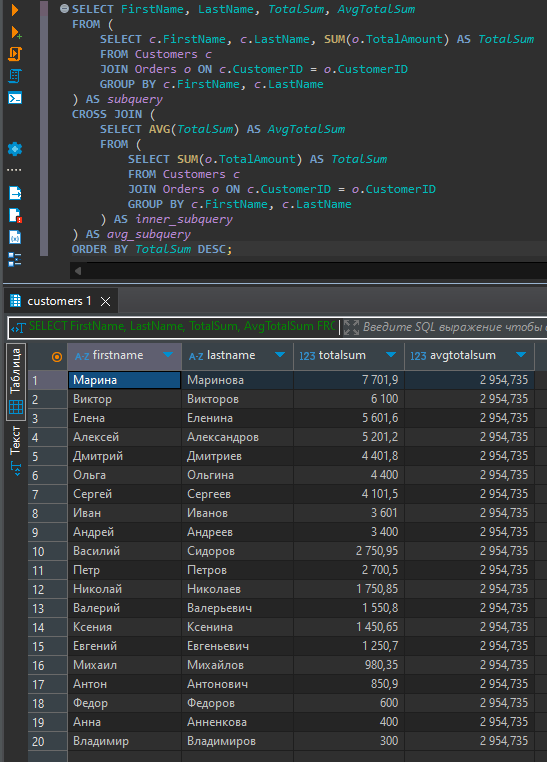 SELECT FirstName, LastName, TotalSum, AvgTotalSum
FROM (
SELECT c.FirstName, c.LastName, SUM(o.TotalAmount) AS TotalSum
FROM Customers c
JOIN Orders o ON c.CustomerID = o.CustomerID
GROUP BY c.FirstName, c.LastName
) AS subquery
CROSS JOIN (
SELECT AVG(TotalSum) AS AvgTotalSum
FROM (
SELECT SUM(o.TotalAmount) AS TotalSum
FROM Customers c
JOIN Orders o ON c.CustomerID = o.CustomerID
GROUP BY c.FirstName, c.LastName
) AS inner_subquery
) AS avg_subquery
ORDER BY TotalSum DESC;
customers 1
SELECT FirstName, LastName, TotalSum, AvgTotalSum FRO Введите SQL выражение чтобы
Таблица
Текст
A-Z firstname A-Z lastname 123 totalsum 123 avgtotalsum
1 Марина Маринова 7 701,9 2 954,735
2 Виктор Викторов 6 100 2 954,735
3 Елена Еленина 5 601,6 2 954,735
4 Алексей Александров 5 201,2 2 954,735
5 Дмитрий Дмитриев 4 401,8 2 954,735
6 Ольга Ольгина 4 400 2 954,735
7 Сергей Сергеев 4 101,5 2 954,735
8 Иван Иванов 3 601 2 954,735
9 Андрей Андреев 3 400 2 954,735
10 Василий Сидоров 2 750,95 2 954,735
11 Петр Петров 2 700,5 2 954,735
12 Николай Николаев 1 750,85 2 954,735
13 Валерий Валерьевич 1 550,8 2 954,735
14 Ксения Ксенина 1 450,65 2 954,735
15 Евгений Евгеньевич 1 250,7 2 954,735
16 Михаил Михайлов 980,35 2 954,735
17 Антон Антонович 850,9 2 954,735
18 Федор Федоров 600 2 954,735
19 Анна Анненкова 400 2 954,735
20 Владимир Владимиров 300 2 954,735